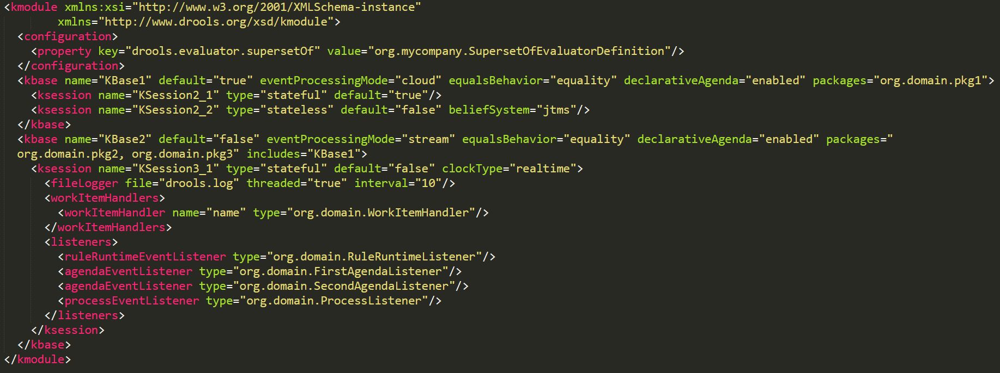 <kmodule xmlns:xsi="http://www.w3.org/2001/XMLSchema-instance"
        xmlns="http://www.drools.org/xsd/kmodule">
  <configuration>
    <property key="drools.evaluator.supersetOf" value="org.mycompany.SupersetOfEvaluatorDefinition"/>
  </configuration>
  <kbase name="KBase1" default="true" eventProcessingMode="cloud" equalsBehavior="equality" declarativeAgenda="enabled" packages="org.domain.pkg1">
    <ksession name="KSession2_1" type="stateful" default="true"/>
    <ksession name="KSession2_2" type="stateless" default="false" beliefSystem="jtms"/>
  </kbase>
  <kbase name="KBase2" default="false" eventProcessingMode="stream" equalsBehavior="equality" declarativeAgenda="enabled" packages="
  org.domain.pkg2, org.domain.pkg3" includes="KBase1">
    <ksession name="KSession3_1" type="stateful" default="false" clockType="realtime">
      <fileLogger file="drools.log" threaded="true" interval="10"/>
      <workItemHandlers>
        <workItemHandler name="name" type="org.domain.WorkItemHandler"/>
      </workItemHandlers>
      <listeners>
        <ruleRuntimeEventListener type="org.domain.RuleRuntimeListener"/>
        <agendaEventListener type="org.domain.FirstAgendaListener"/>
        <agendaEventListener type="org.domain.SecondAgendaListener"/>
        <processEventListener type="org.domain.ProcessListener"/>
      </listeners>
    </ksession>
  </kbase>
</kmodule>